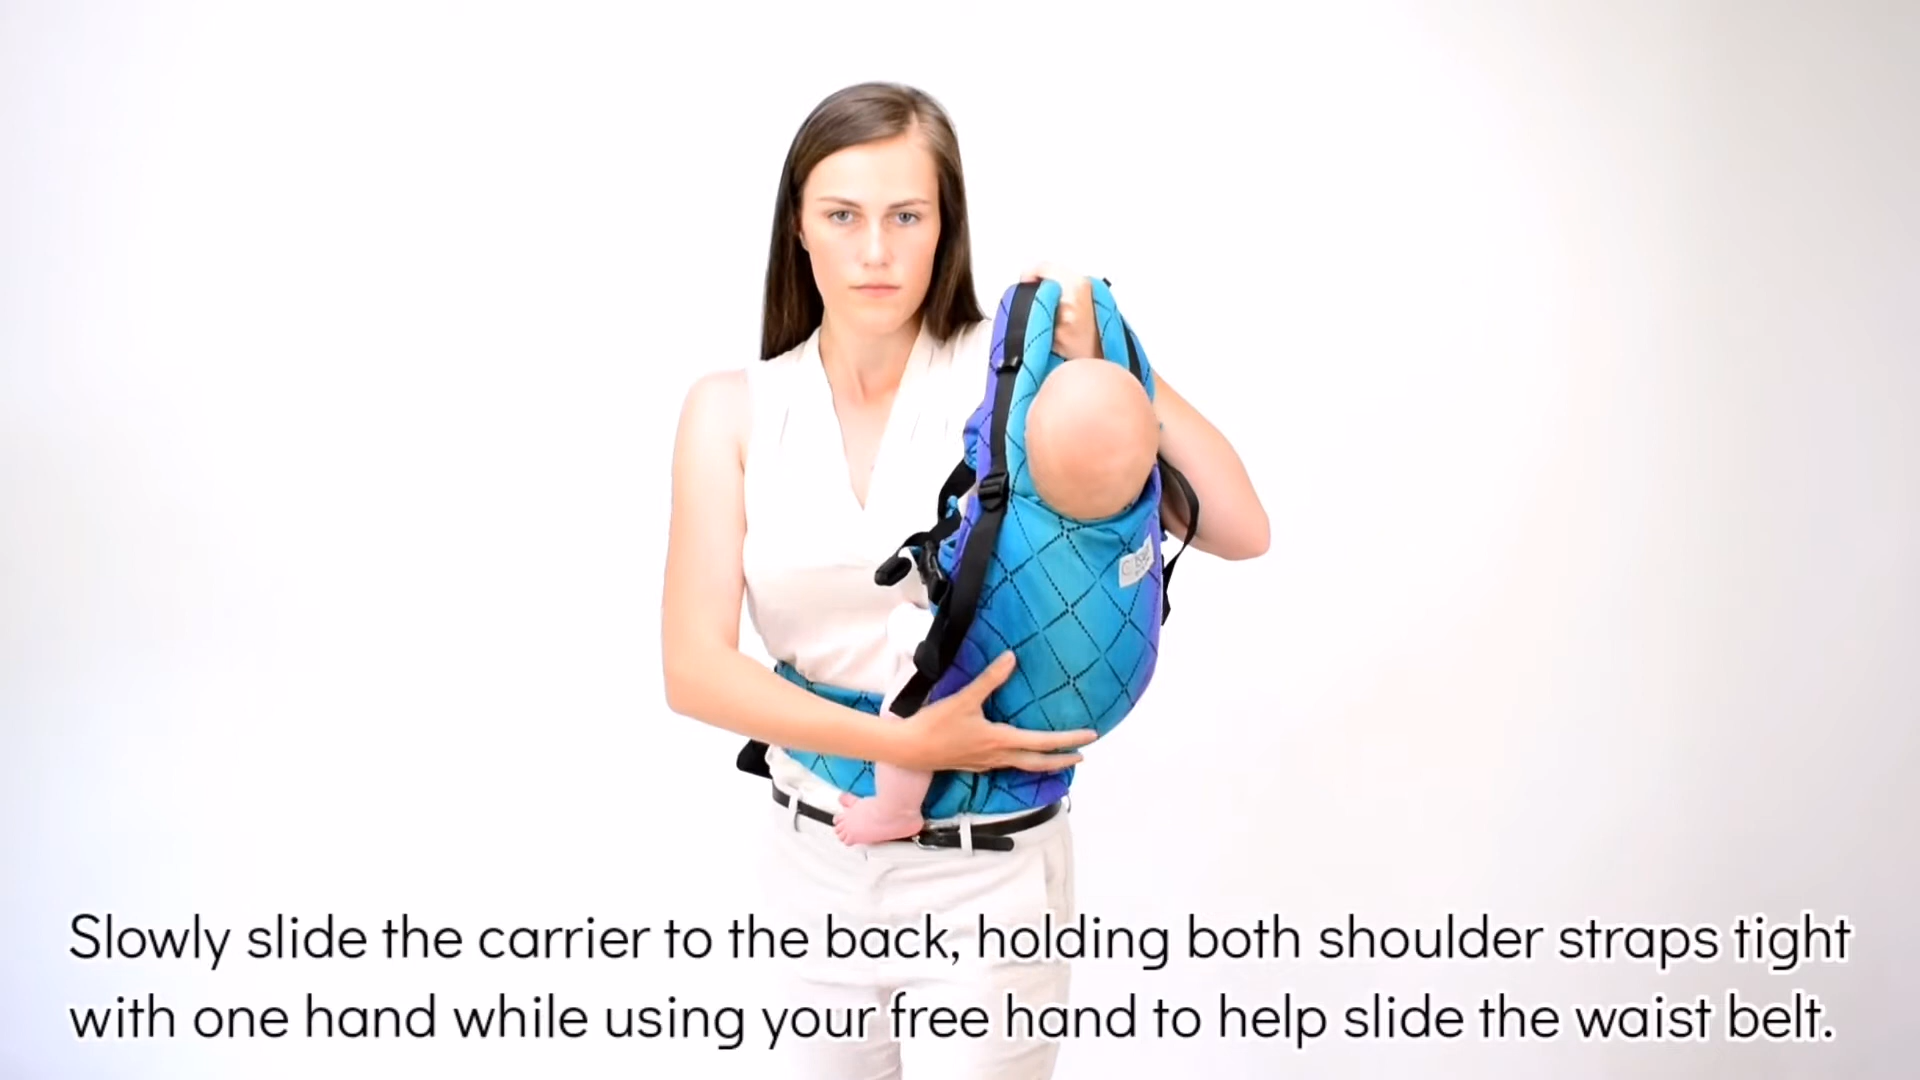 Slowly slide the carrier to the back, holding both shoulder straps tight
with one hand while using your free hand to help slide the waist belt.